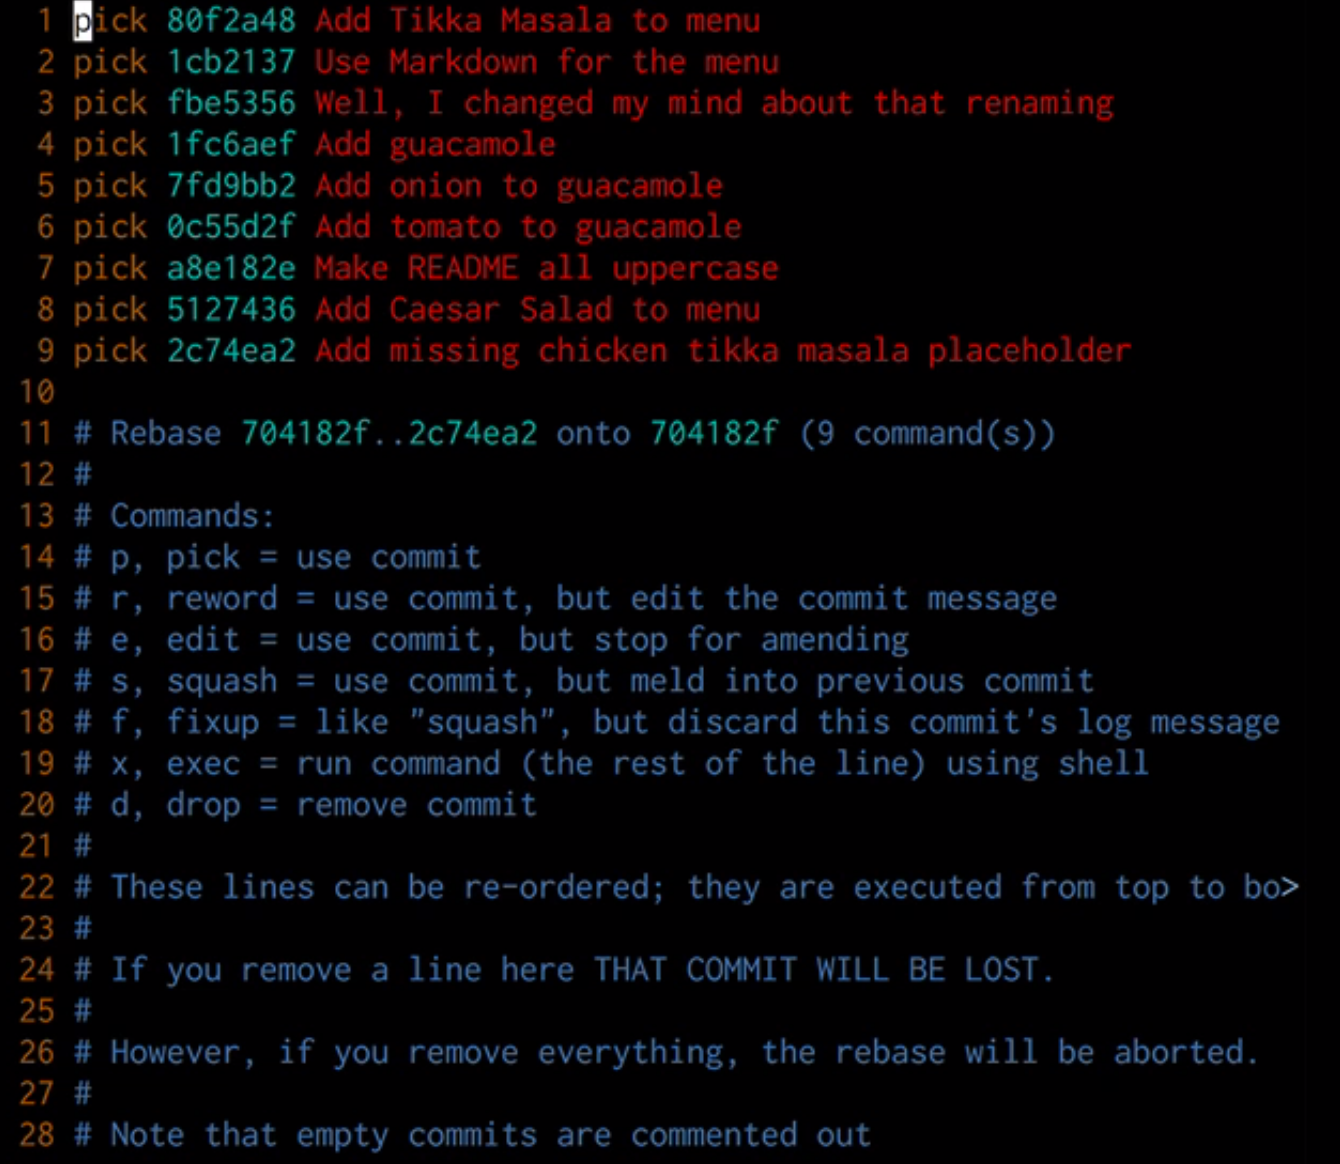 1 pick 80f2a48 Add Tikka Masala to menu
2 pick 1cb2137 Use Markdown for the menu
3 pick fbe5356 Well, I changed my mind about that renaming
4 pick 1fc6aef Add guacamole
5 pick 7fd9bb2 Add onion to guacamole
6 pick 0c55d2f Add tomato to guacamole
7 pick a8e182e Make README all uppercase
8 pick 5127436 Add Caesar Salad to menu
9 pick 2c74ea2 Add missing chicken tikka masala placeholder
10
11 # Rebase 704182f..2c74ea2 onto 704182f (9 command(s))
12 #
13 # Commands:
14 # p, pick = use commit
15 # r, reword = use commit, but edit the commit message
16 # e, edit = use commit, but stop for amending
17 # s, squash = use commit, but meld into previous commit
18 # f, fixup = like "squash", but discard this commit's log message
19 # x, exec = run command (the rest of the line) using shell
20 # d, drop = remove commit
21 #
22 # These lines can be re-ordered; they are executed from top to bo>
23 #
24 # If you remove a line here THAT COMMIT WILL BE LOST.
25 #
26 # However, if you remove everything, the rebase will be aborted.
27 #
28 # Note that empty commits are commented out